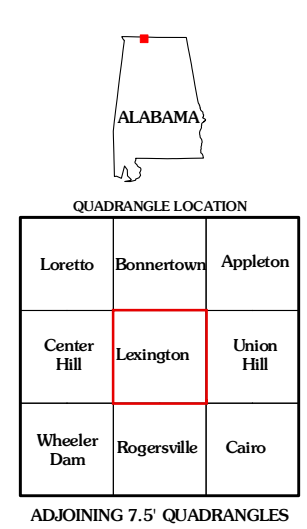 ALABAMA
QUADRANGLE LOCATION
Loretto Bonnertown Appleton
Center Hill Lexington Union Hill
Wheeler Dam Rogersville Cairo
ADJOINING 7.5' QUADRANGLES